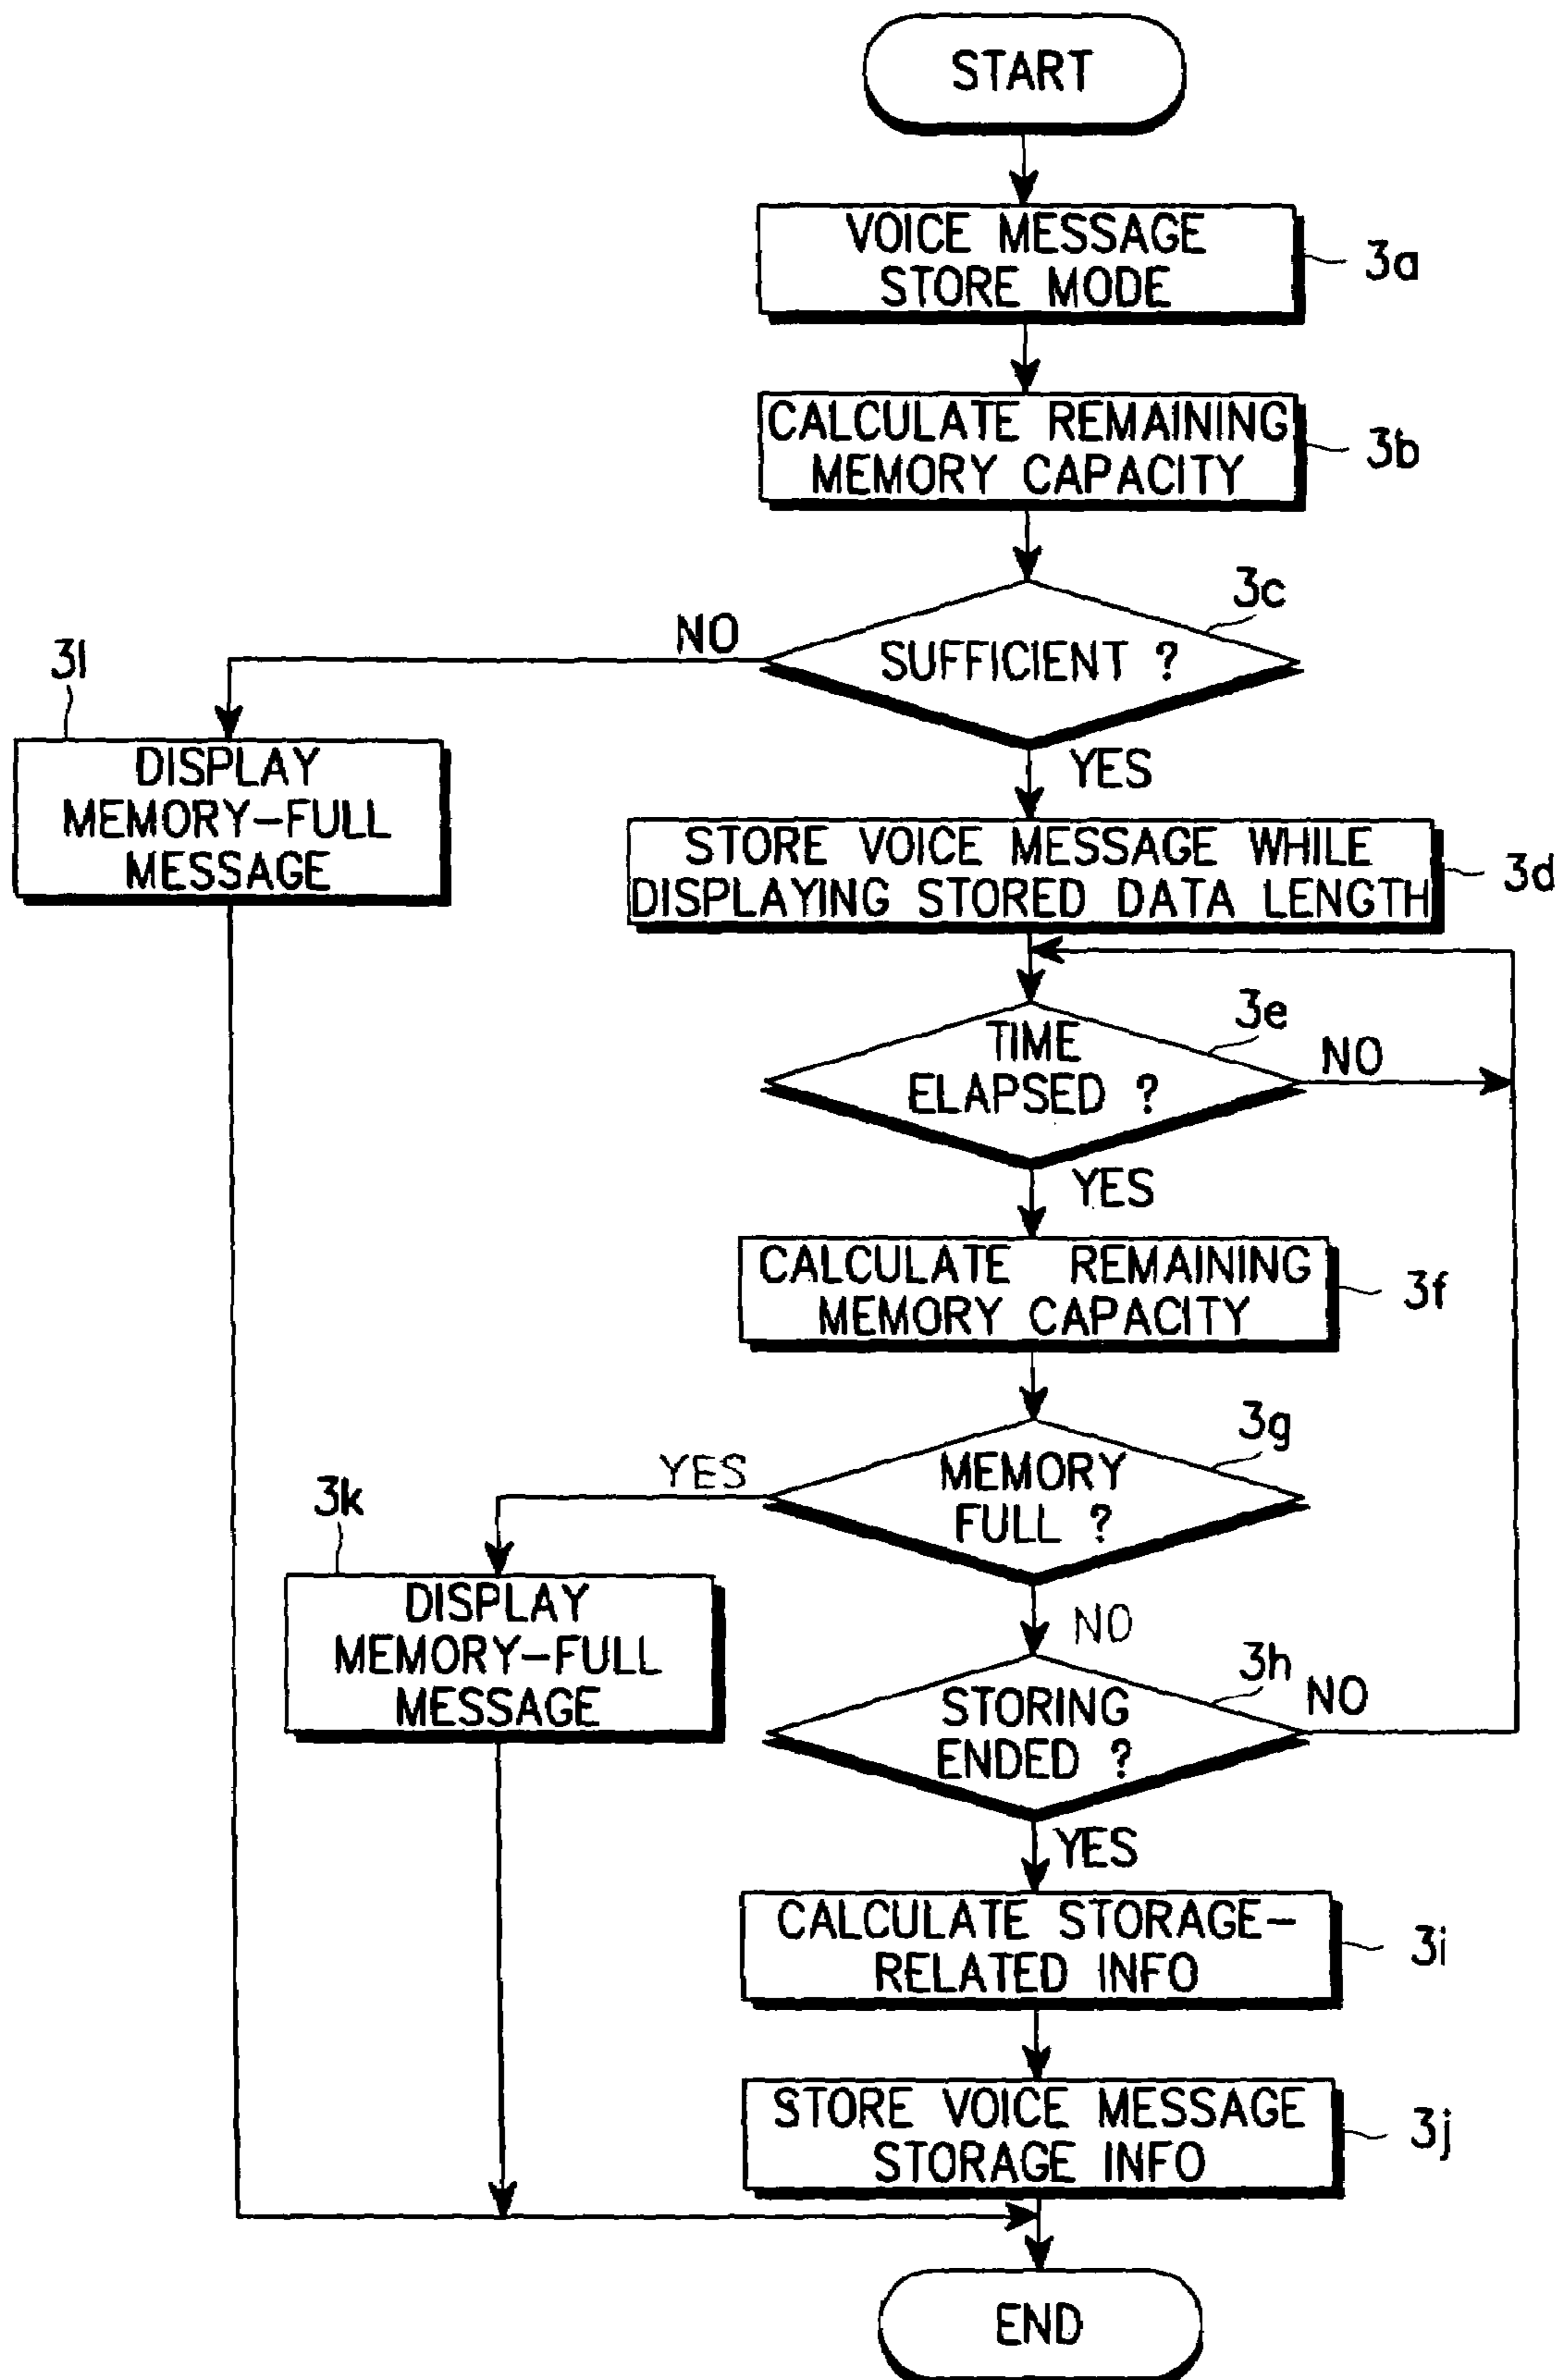 START
VOICE MESSAGE
STORE MODE
3a
CALCULATE REMAINING
MEMORY CAPACITY
3b
3c
SUFFICIENT ?
NO
YES
3l
DISPLAY
MEMORY-FULL
MESSAGE
STORE VOICE MESSAGE WHILE
DISPLAYING STORED DATA LENGTH
3d
3e
TIME
ELAPSED ?
NO
YES
CALCULATE REMAINING
MEMORY CAPACITY
3f
3g
MEMORY
FULL ?
YES
NO
3k
DISPLAY
MEMORY-FULL
MESSAGE
3h
STORING
ENDED ?
NO
YES
CALCULATE STORAGE-
RELATED INFO
3i
STORE VOICE MESSAGE
STORAGE INFO
3j
END